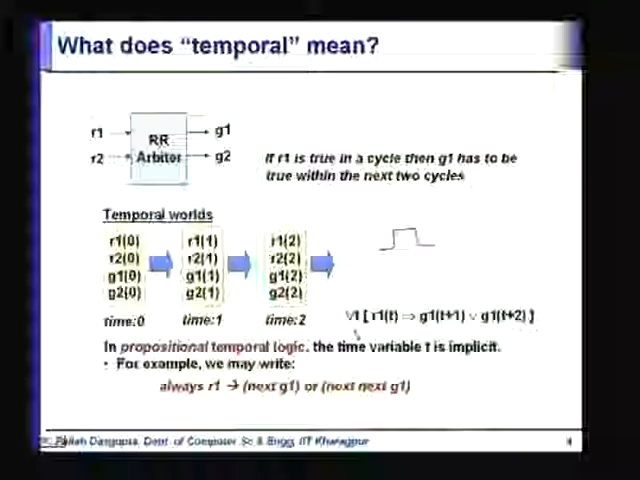 What does “temporal” mean?
r1
r2
RR
Arbiter
g1
g2
If r1 is true in a cycle then g1 has to be
true within the next two cycles
Temporal worlds
r1(0)
r2(0)
g1(0)
g2(0)
r1(1)
r2(1)
g1(1)
g2(1)
r1(2)
r2(2)
g1(2)
g2(2)
time:0
time:1
time:2
∀t [ r1(t) ⇒ g1(t+1) ∨ g1(t+2) ]
In propositional temporal logic, the time variable t is implicit.
• For example, we may write:
always r1 → (next g1) or (next next g1)
Pallab Dasgupta, Dept. of Computer Sc & Engg, IIT Kharagpur